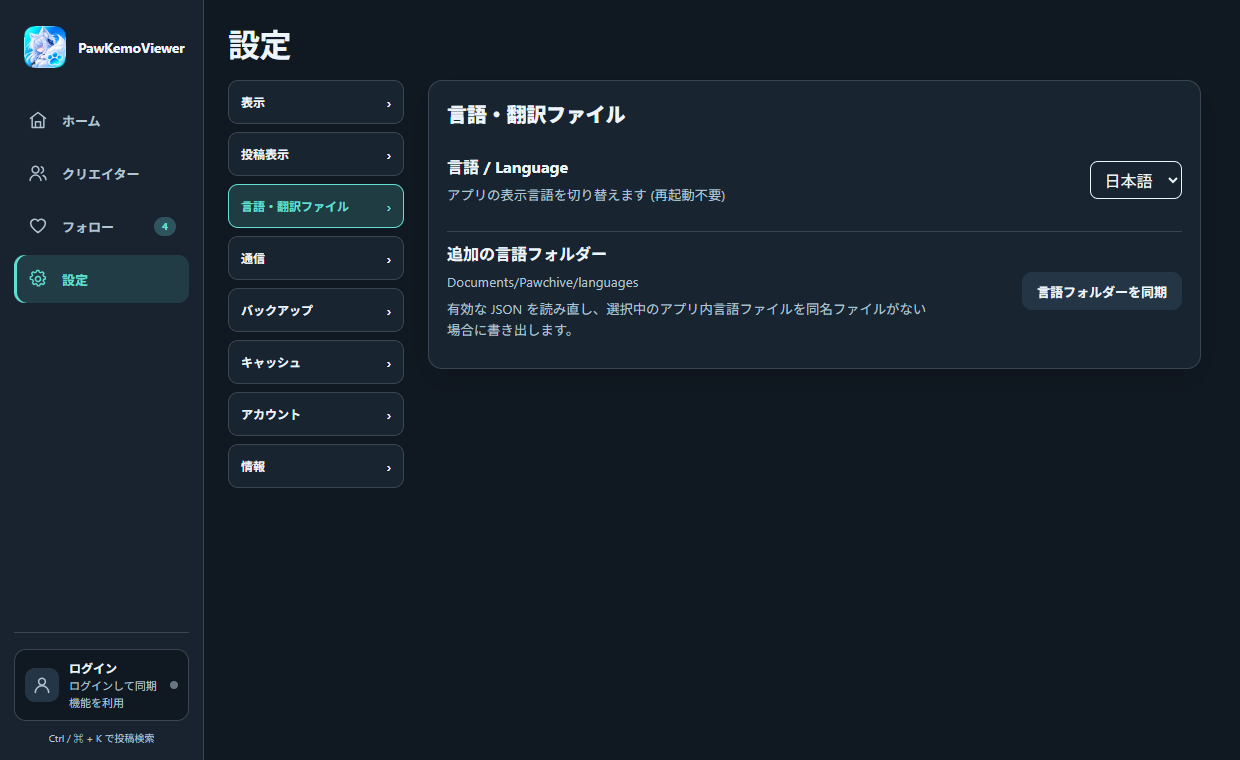 PawKemoViewer
ホーム
クリエイター
フォロー 4
設定
ログイン
ログインして同期
機能を利用
Ctrl / ⌘ + K で投稿検索
設定
表示 ›
投稿表示 ›
言語・翻訳ファイル ›
通信 ›
バックアップ ›
キャッシュ ›
アカウント ›
情報 ›
言語・翻訳ファイル
言語 / Language
アプリの表示言語を切り替えます (再起動不要)
日本語
追加の言語フォルダー
Documents/Pawchive/languages
有効な JSON を読み直し、選択中のアプリ内言語ファイルを同名ファイルがない
場合に書き出します。
言語フォルダーを同期